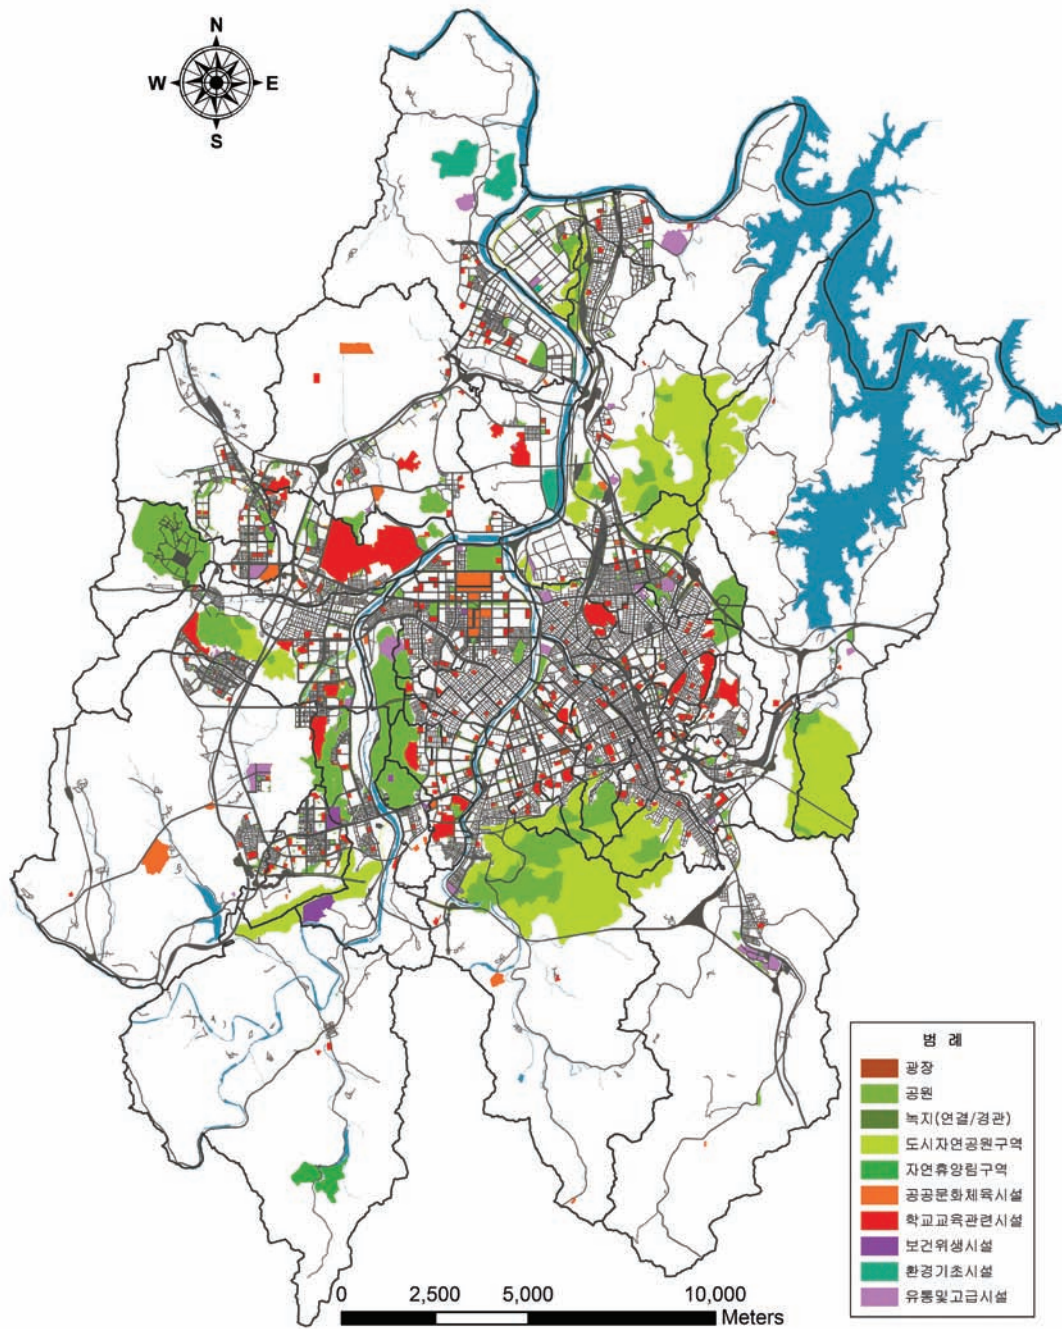 N
W E
S
범 례
광장
공원
녹지(연결/경관)
도시자연공원구역
자연휴양림구역
공공문화체육시설
학교교육관련시설
보건위생시설
환경기초시설
유통및고급시설
0 2,500 5,000 10,000
Meters